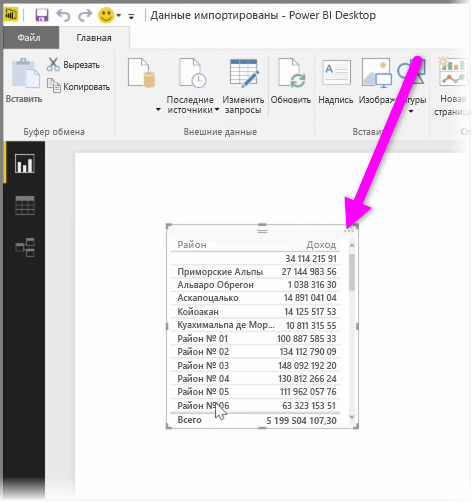 Данные импортированы - Power BI Desktop
Файл Главная
Вставить
Вырезать
Копировать
Последние источники
Изменить запросы
Обновить
Надпись
Буфер обмена
Внешние данные
Район Доход
34 114 215 91
Приморские Альпы 27 144 983 56
Альваро Обрегон 1 038 316 30
Аскапоцалько 14 891 041 04
Койоакан 14 125 517 53
Куахимальпа де Мор... 10 811 315 55
Район № 01 100 887 585 33
Район № 02 134 112 790 09
Район № 03 148 092 192 20
Район № 04 130 812 266 24
Район № 05 111 962 057 76
Район № 06 63 323 153 51
Всего 5 199 504 107,30